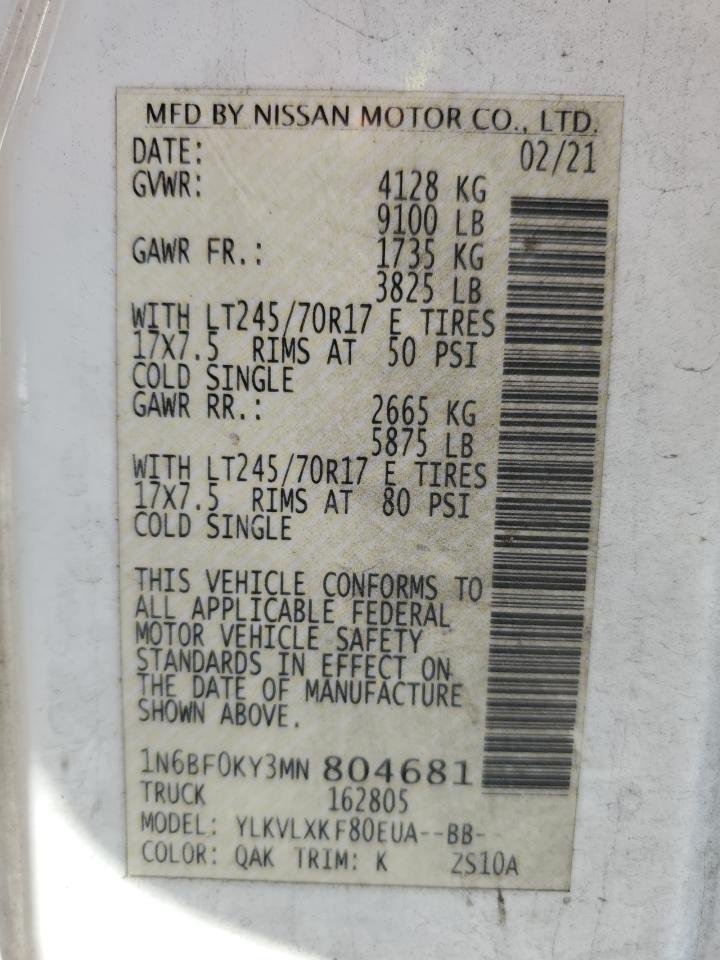 MFD BY NISSAN MOTOR CO., LTD.
DATE: 02/21
GVWR: 4128 KG
9100 LB
GAWR FR.: 1735 KG
3825 LB
WITH LT245/70R17 E TIRES
17X7.5 RIMS AT 50 PSI
COLD SINGLE
GAWR RR.: 2665 KG
5875 LB
WITH LT245/70R17 E TIRES
17X7.5 RIMS AT 80 PSI
COLD SINGLE
THIS VEHICLE CONFORMS TO
ALL APPLICABLE FEDERAL
MOTOR VEHICLE SAFETY
STANDARDS IN EFFECT ON
THE DATE OF MANUFACTURE
SHOWN ABOVE.
1N6BF0KY3MN 804681
TRUCK 162805
MODEL: YLKVLXKF80EUA--BB-
COLOR: QAK TRIM: K ZS10A